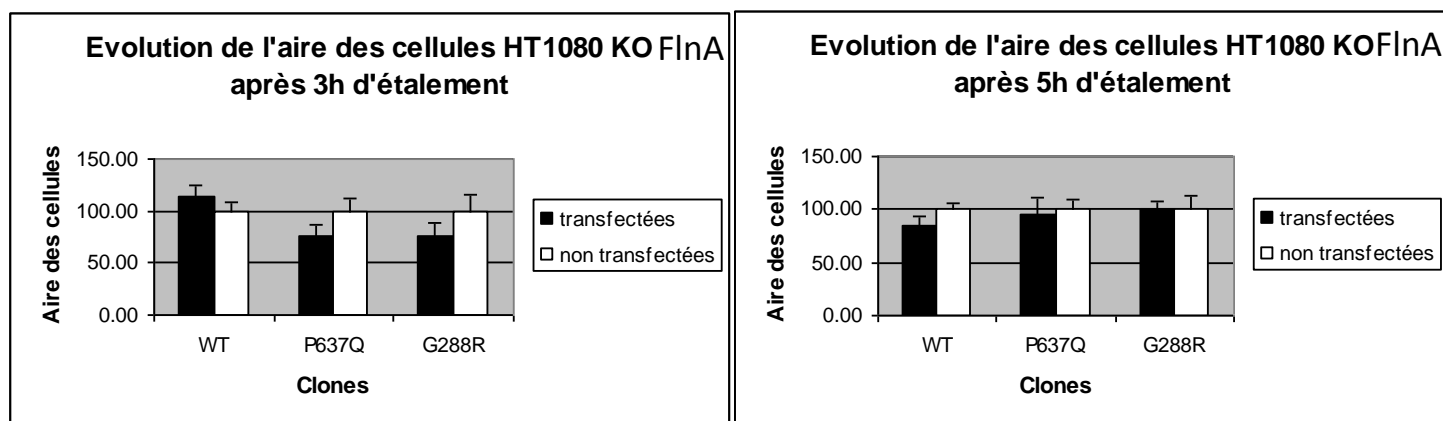 Evolution de l'aire des cellules HT1080 KO FlnA
après 3h d'étalement
150.00
100.00
50.00
0.00
Aire des cellules
WT
P637Q
G288R
Clones
transfectées
non transfectées
Evolution de l'aire des cellules HT1080 KO FlnA
après 5h d'étalement
150.00
100.00
50.00
0.00
Aire des cellules
WT
P637Q
G288R
Clones
transfectées
non transfectées